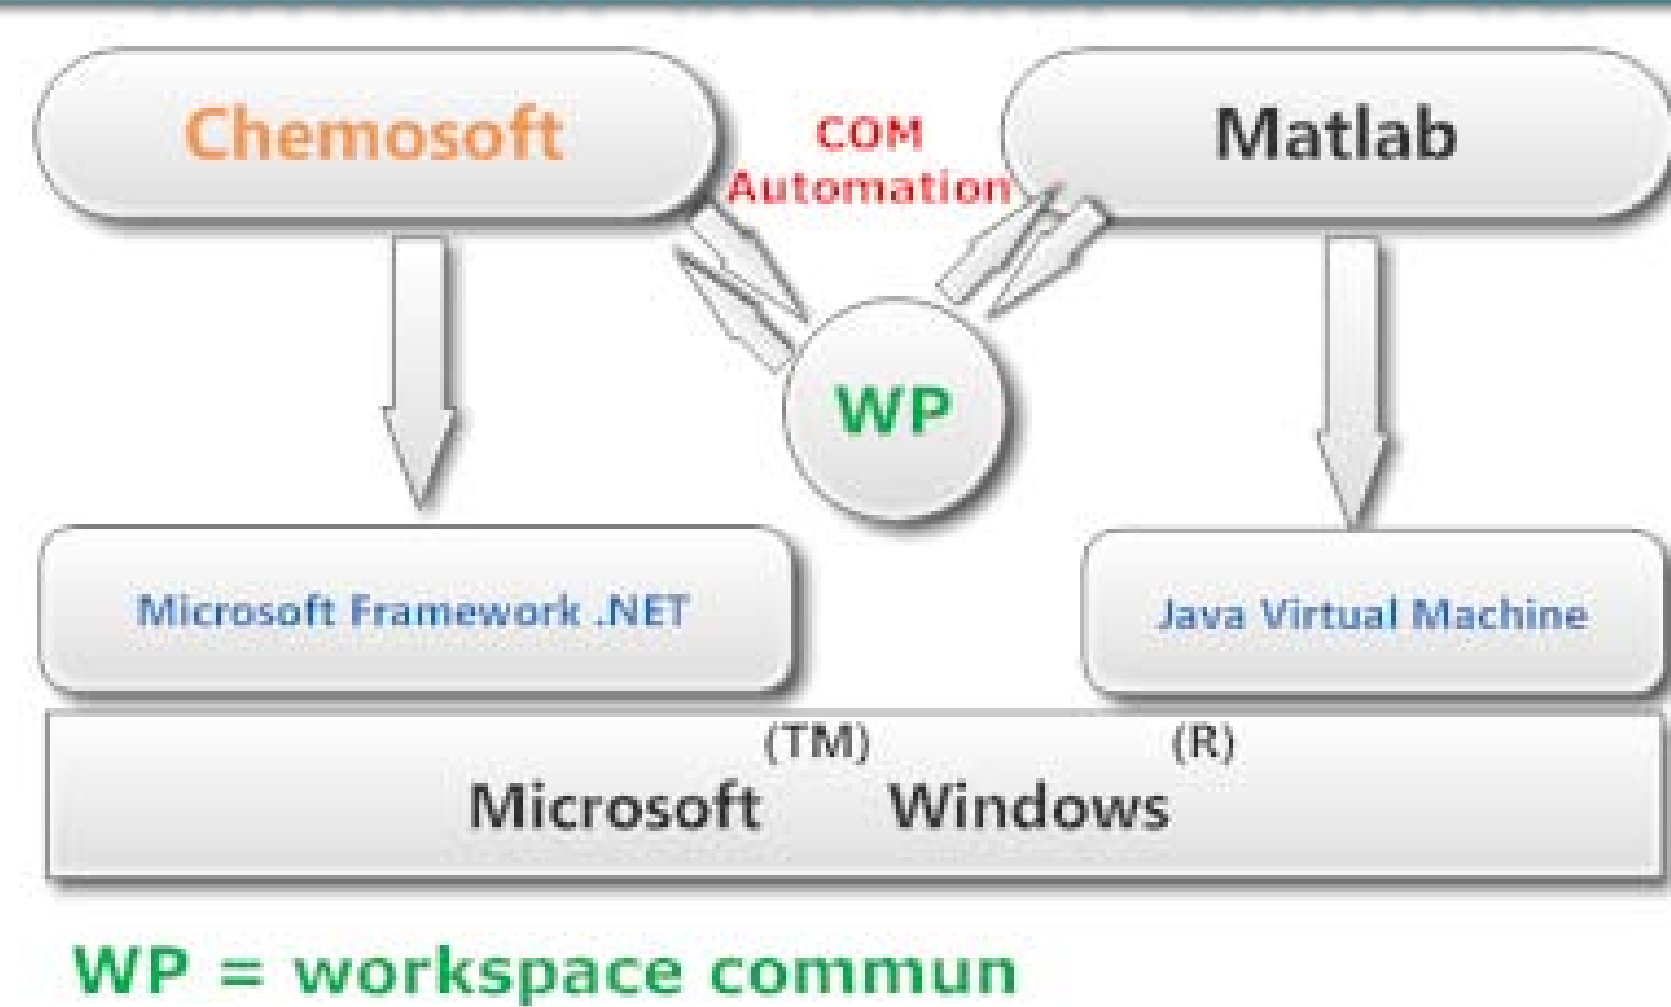 Chemosoft
COM
Automation
Matlab
WP
Microsoft Framework .NET
Java Virtual Machine
Microsoft (TM) Windows (R)
WP = workspace commun